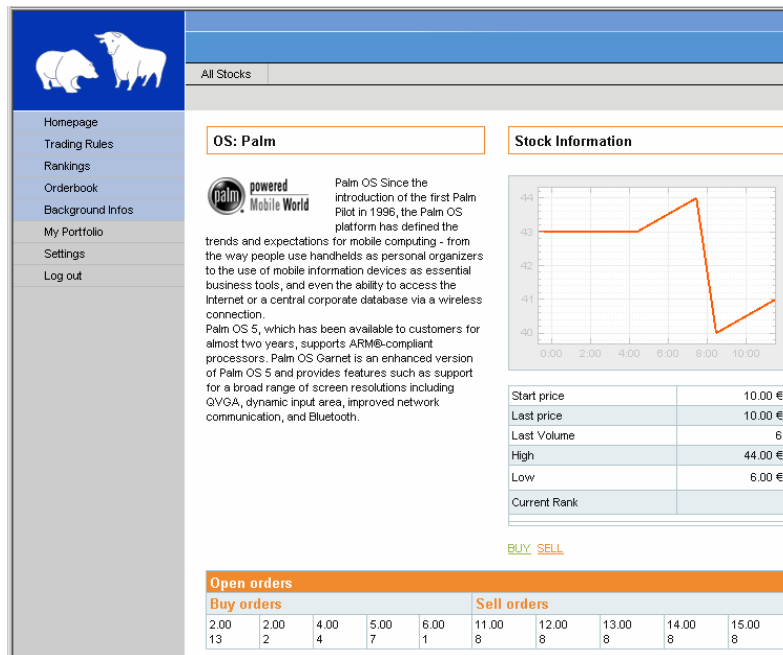 All Stocks
Homepage
Trading Rules
Rankings
Orderbook
Background Infos
My Portfolio
Settings
Log out
OS: Palm
palm powered
Mobile World
Palm OS Since the
introduction of the first Palm
Pilot in 1996, the Palm OS
platform has defined the
trends and expectations for mobile computing - from
the way people use handhelds as personal organizers
to the use of mobile information devices as essential
business tools, and even the ability to access the
Internet or a central corporate database via a wireless
connection.
Palm OS 5, which has been available to customers for
almost two years, supports ARM®-compliant
processors. Palm OS Garnet is an enhanced version
of Palm OS 5 and provides features such as support
for a broad range of screen resolutions including
QVGA, dynamic input area, improved network
communication, and Bluetooth.
Stock Information
44
43
42
41
40
0:00 2:00 4:00 6:00 8:00 10:00
Start price 10.00 €
Last price 10.00 €
Last Volume 6
High 44.00 €
Low 6.00 €
Current Rank
BUY SELL
Open orders
Buy orders Sell orders
2.00 2.00 4.00 5.00 6.00 11.00 12.00 13.00 14.00 15.00
13 2 4 7 1 8 8 8 8 8